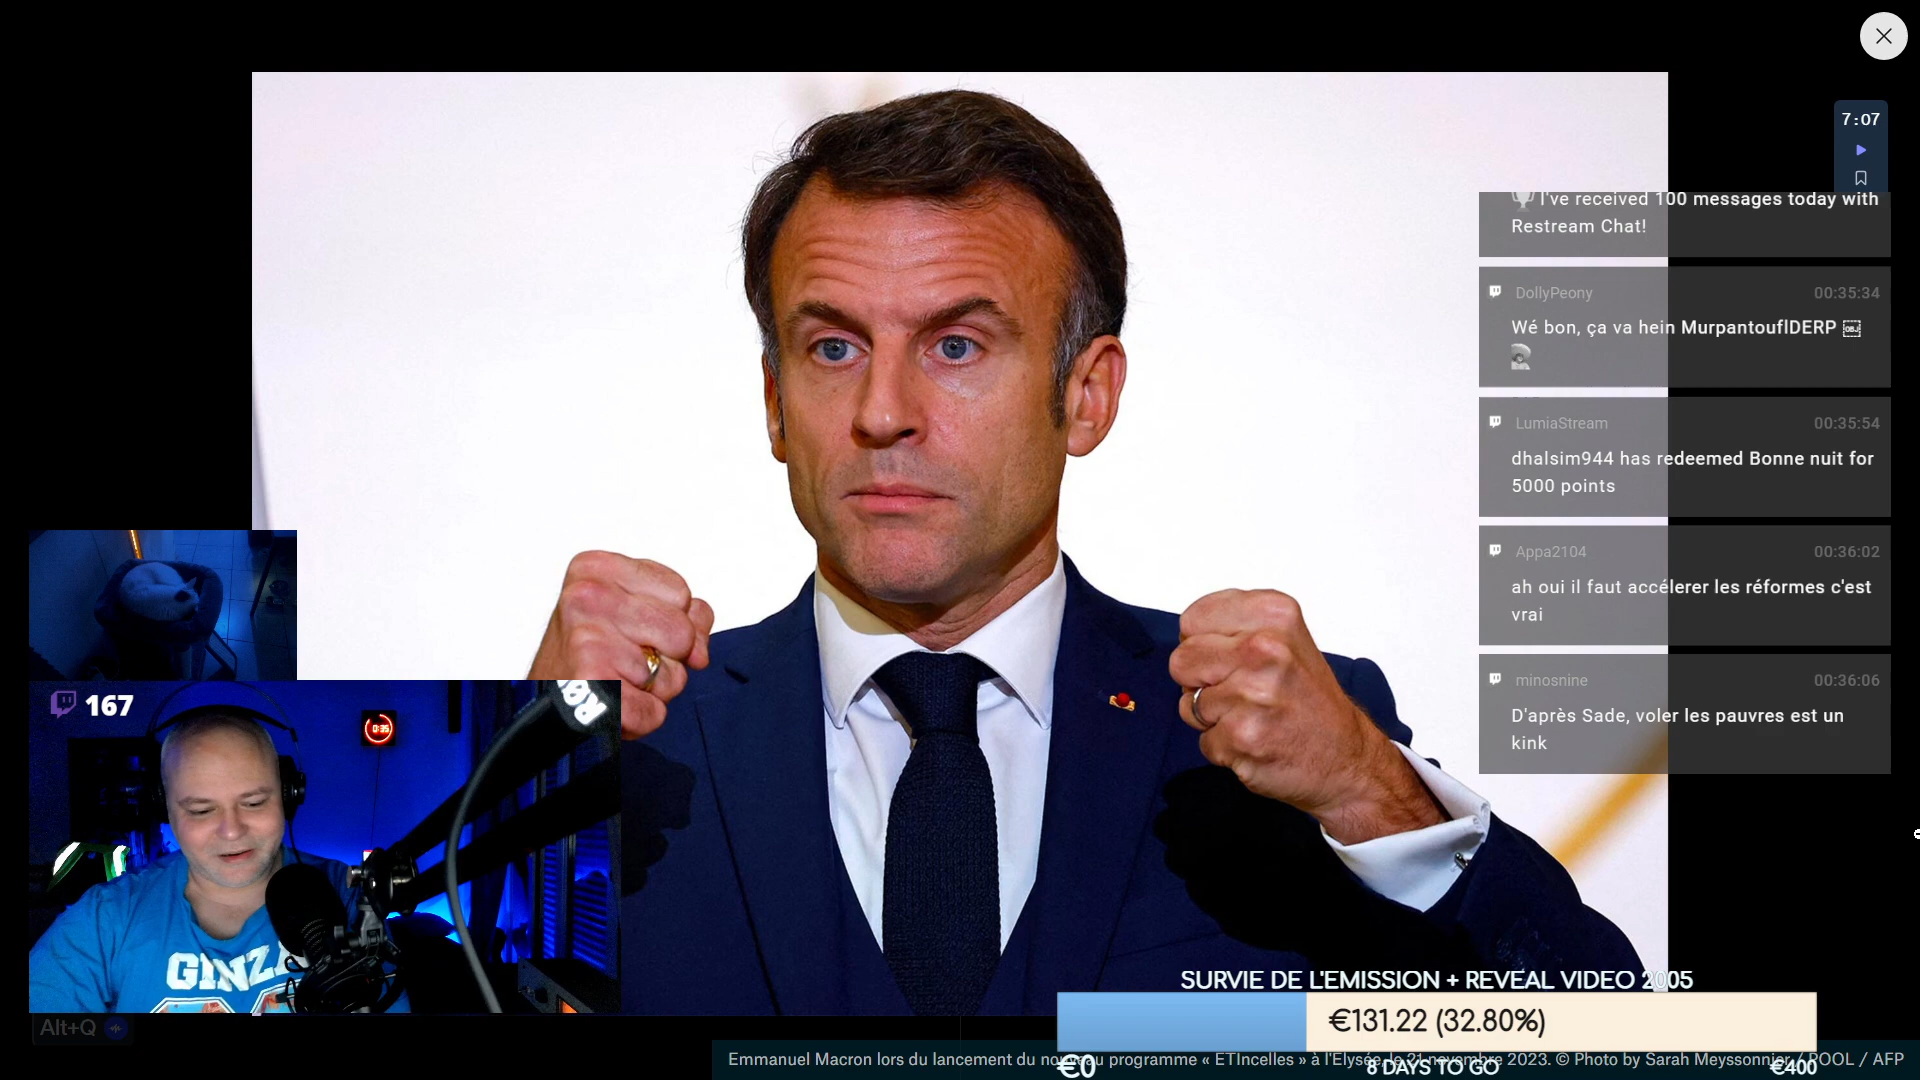 7:07
I've received 100 messages today with
Restream Chat!
DollyPeony 00:35:34
Wé bon, ça va hein MurpantouflDERP
LumiaStream 00:35:54
dhalsim944 has redeemed Bonne nuit for
5000 points
Appa2104 00:36:02
ah oui il faut accélerer les réformes c'est
vrai
minosnine 00:36:06
D'après Sade, voler les pauvres est un
kink
167
0:35
GINZA
SURVIE DE L'EMISSION + REVEAL VIDEO 2005
€131.22 (32.80%)
€0 8 DAYS TO GO €400
Alt+Q
Emmanuel Macron lors du lancement du nouveau programme « ETIncelles » à l'Elysée, le 21 novembre 2023. © Photo by Sarah Meyssonnier / POOL / AFP